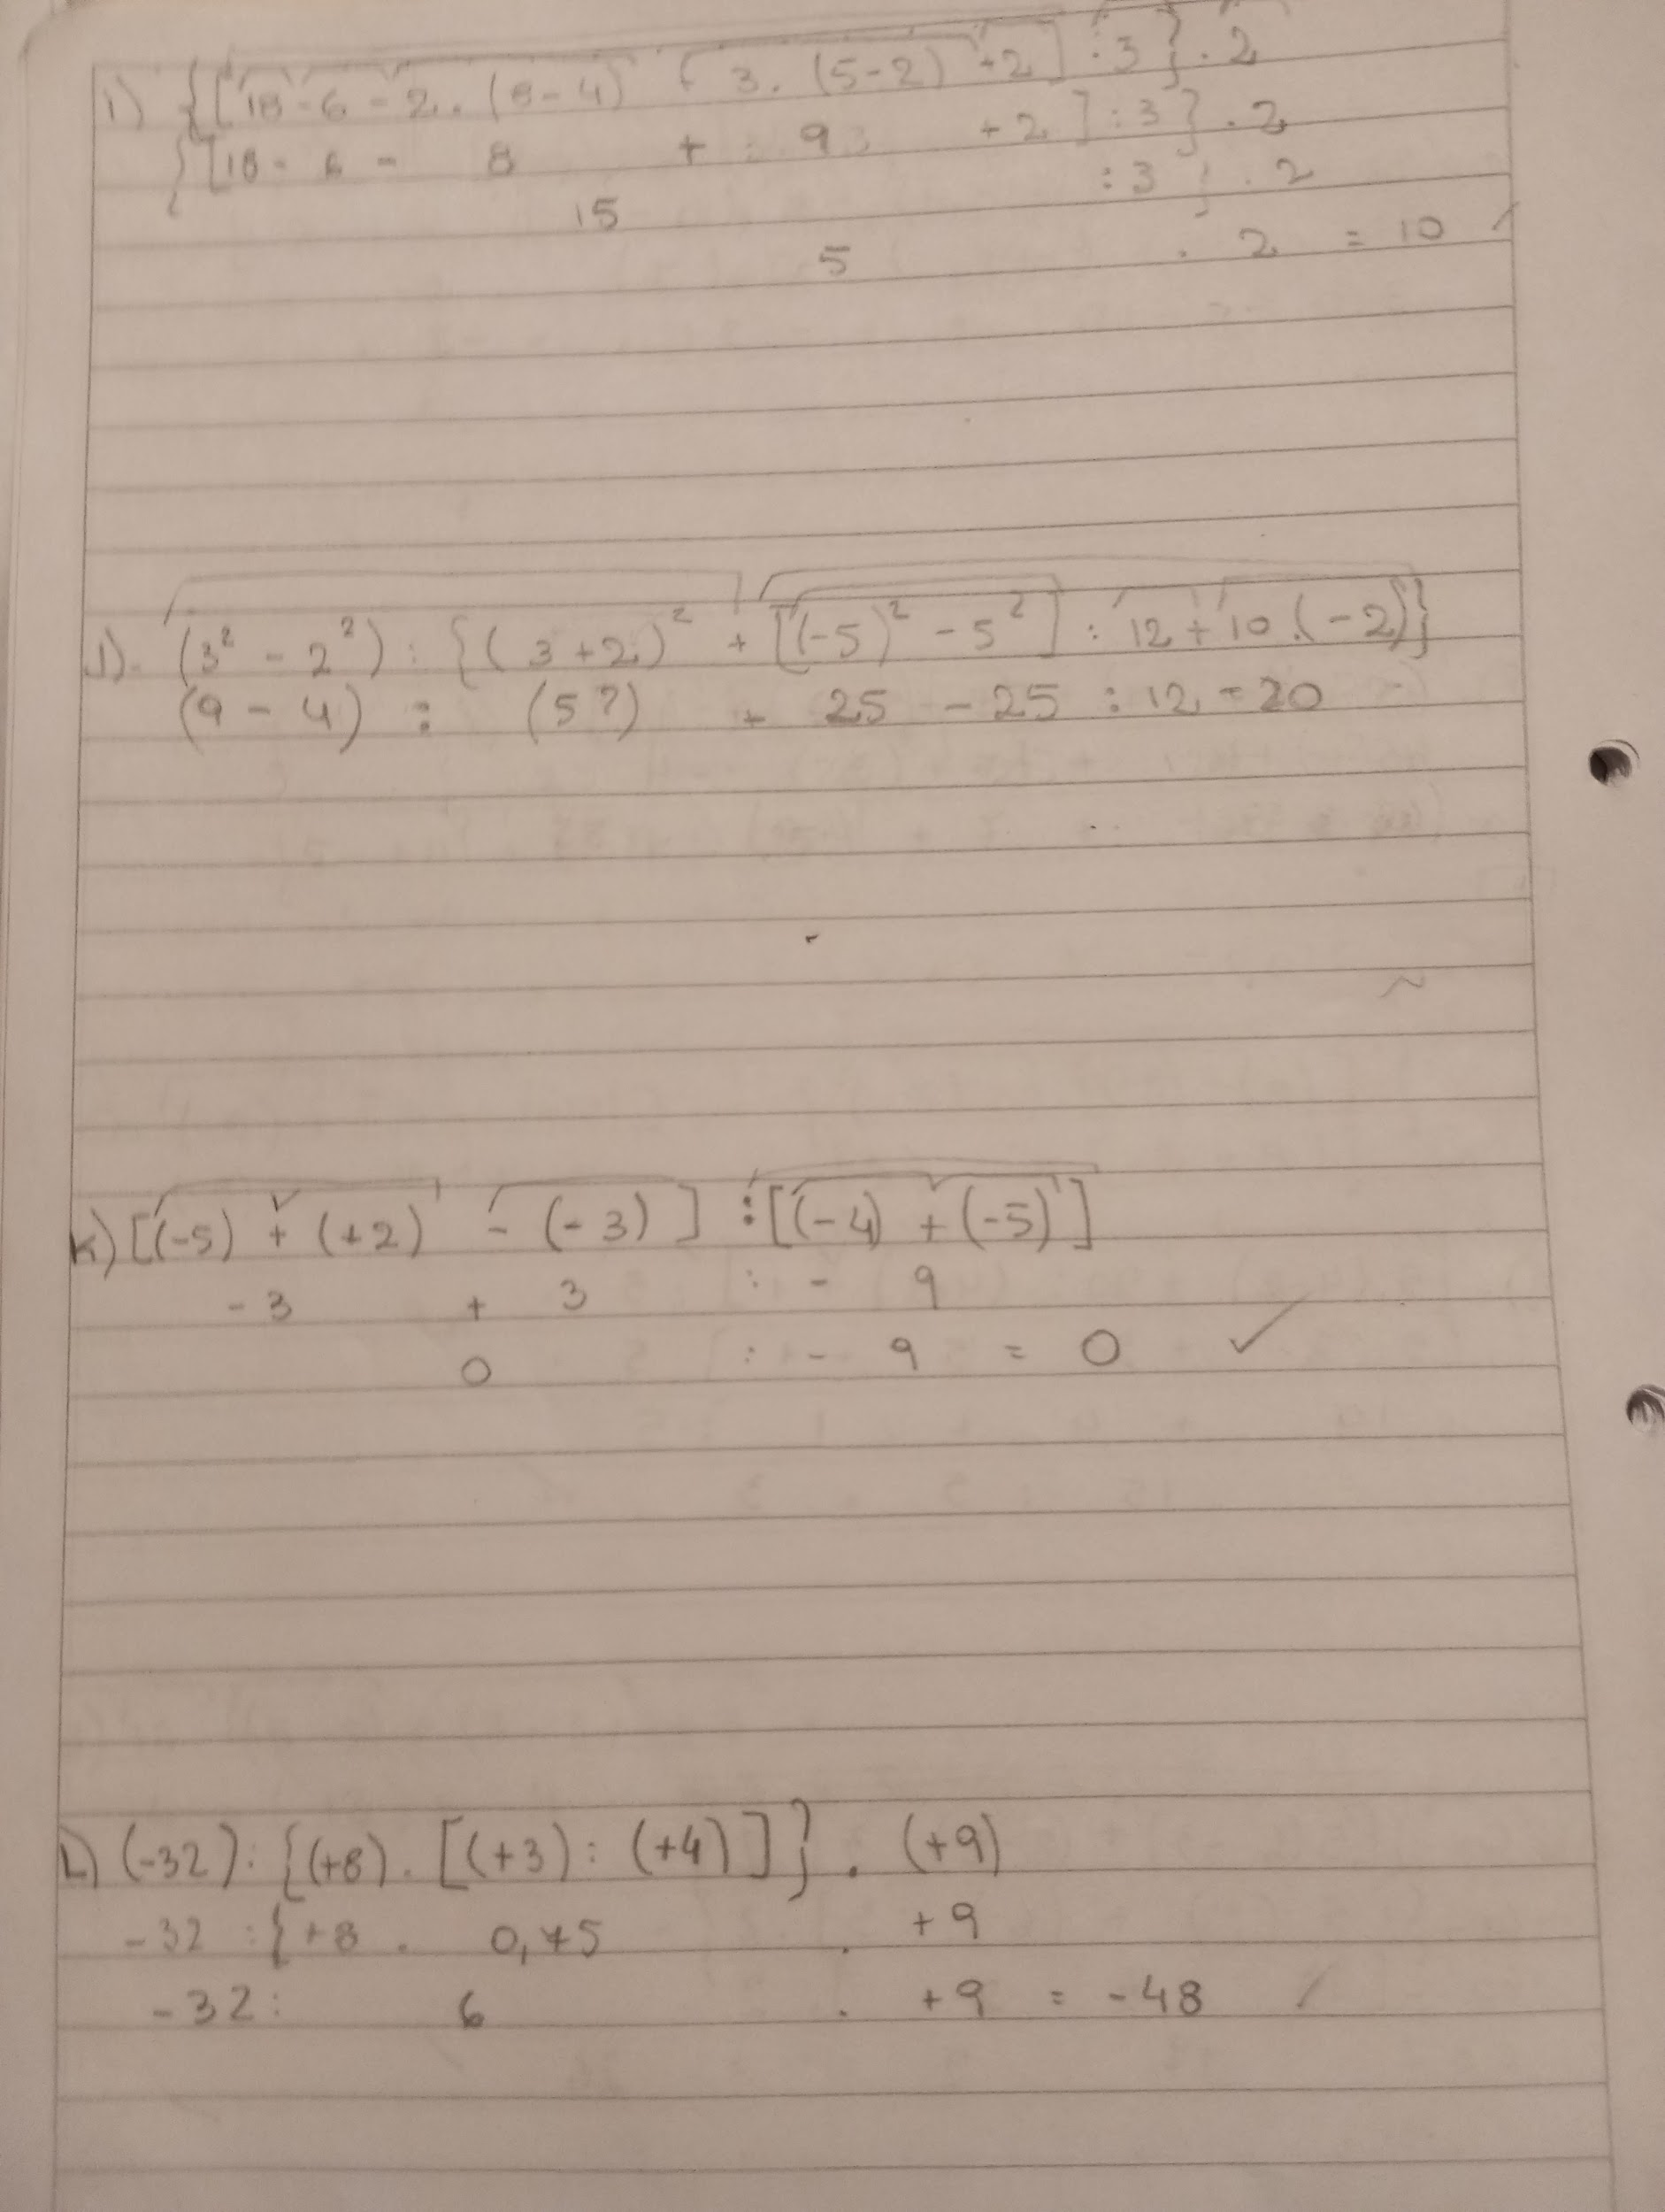 I) {[18-6-2.(8-4) + 3.(5-2) +2] :3} . 2
{[18 - 6 - 8 + 9 +2] :3} . 2
15 :3} . 2
5 . 2 = 10
J). (3² - 2²) : {(3+2)² + [(-5)² - 5²] : 12 + 10.(-2)}
(9 - 4) : (5?) + 25 - 25 : 12 - 20
K) [(-5) + (+2) - (-3)] : [(-4) + (-5)]
-3 + 3 : - 9
0 : - 9 = 0 ✓
L) (-32) : {(+8) . [(+3) : (+4)]} . (+9)
-32 : {+8 . 0,75 . +9
-32 : 6 . +9 = -48